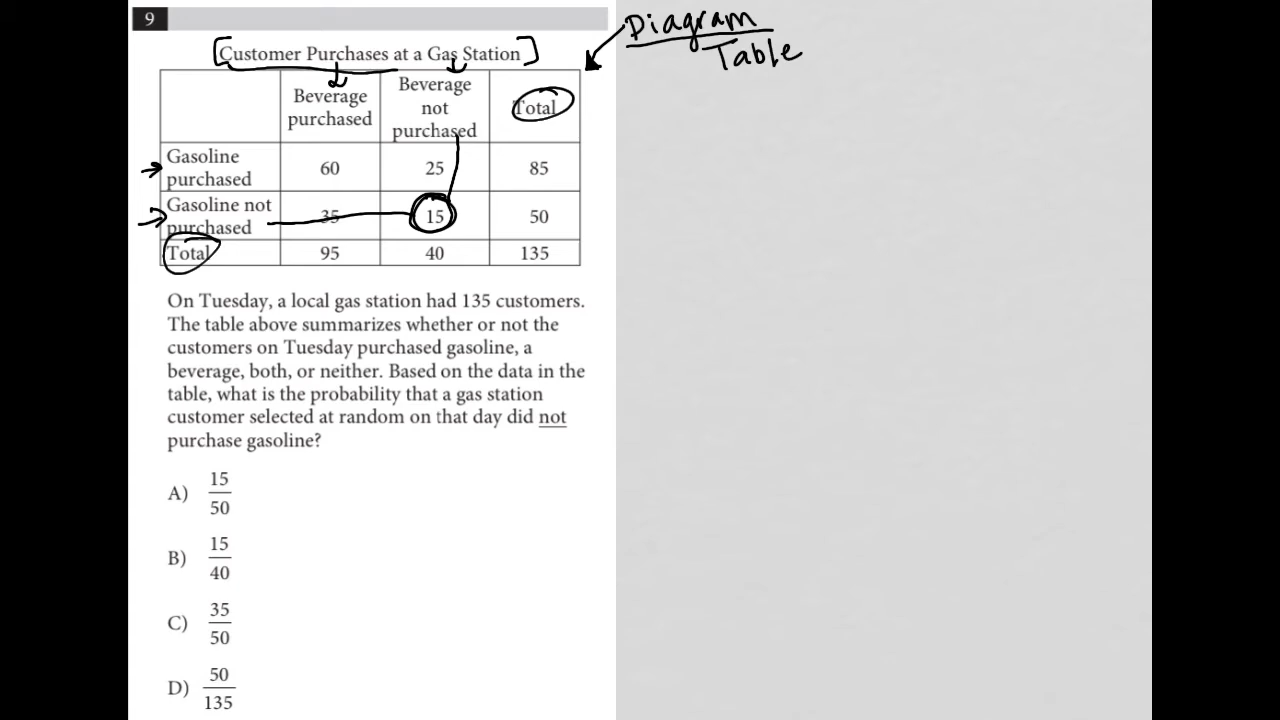 9
Diagram
Table
[Customer Purchases at a Gas Station]
Beverage purchased
Beverage not purchased
Total
Gasoline purchased
60
25
85
Gasoline not purchased
35
15
50
Total
95
40
135
On Tuesday, a local gas station had 135 customers.
The table above summarizes whether or not the
customers on Tuesday purchased gasoline, a
beverage, both, or neither. Based on the data in the
table, what is the probability that a gas station
customer selected at random on that day did not
purchase gasoline?
A) 15/50
B) 15/40
C) 35/50
D) 50/135